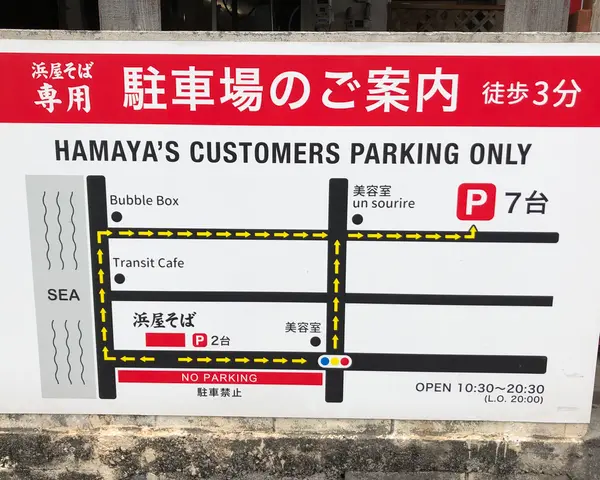 浜屋そば
専用
駐車場のご案内 徒歩3分
HAMAYA'S CUSTOMERS PARKING ONLY
Bubble Box
美容室
un sourire
P 7台
Transit Cafe
SEA
浜屋そば
P 2台
美容室
NO PARKING
駐車禁止
OPEN 10:30～20:30
(L.O. 20:00)